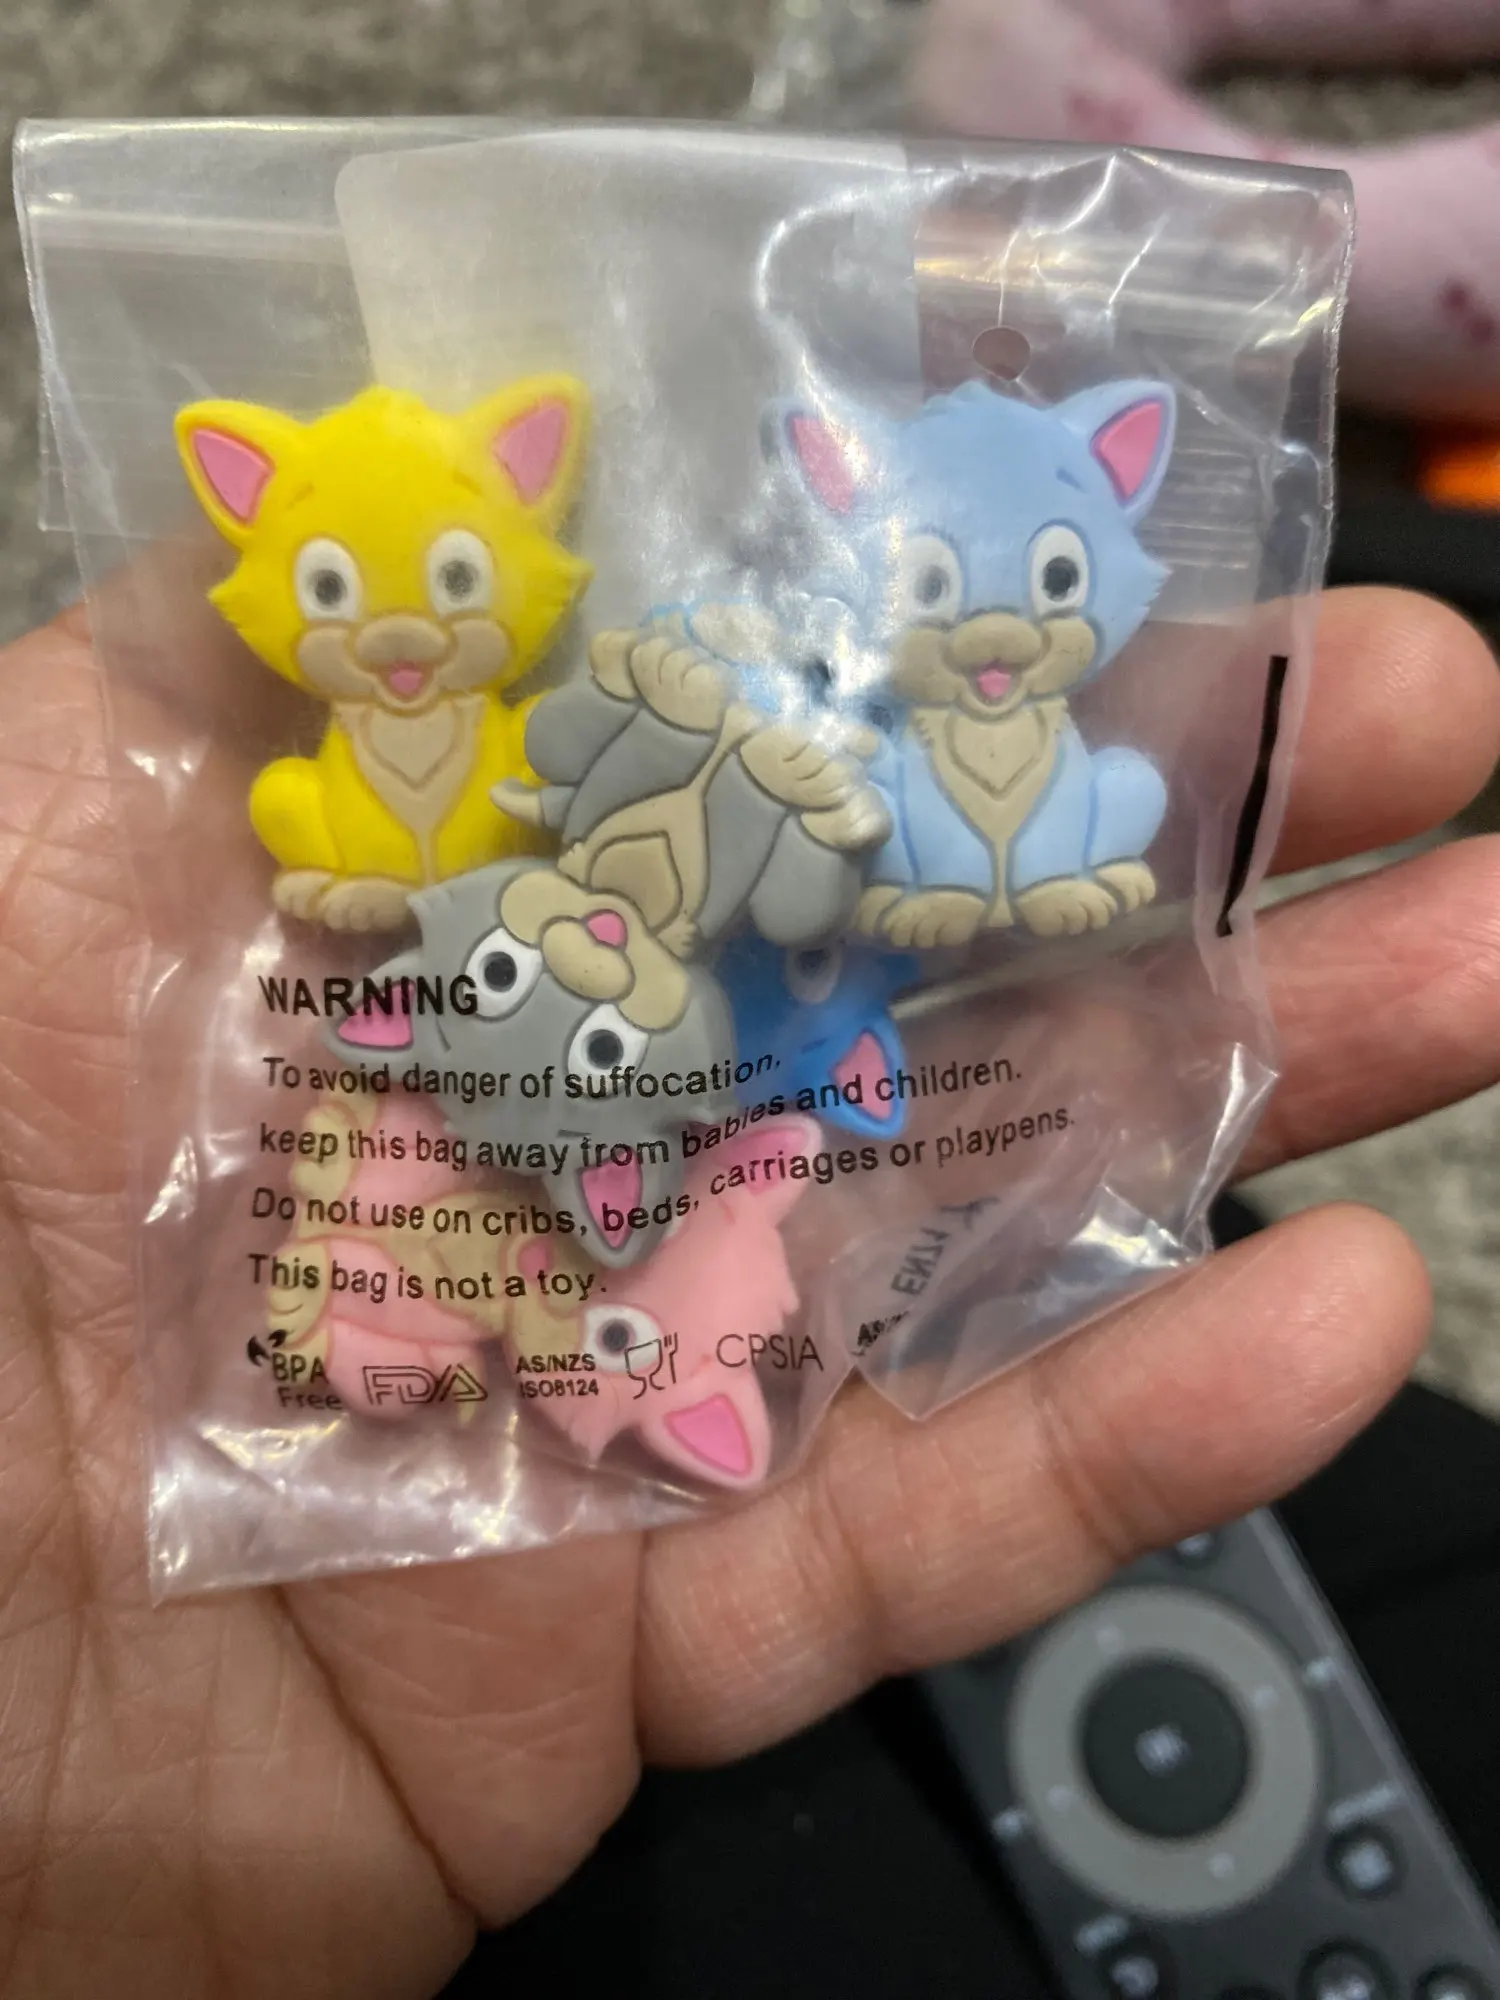 WARNING
To avoid danger of suffocation,
keep this bag away from babies and children.
Do not use on cribs, beds, carriages or playpens.
This bag is not a toy.
BPA
Free
FDA
AS/NZS
ISO8124
CPSIA
EN71